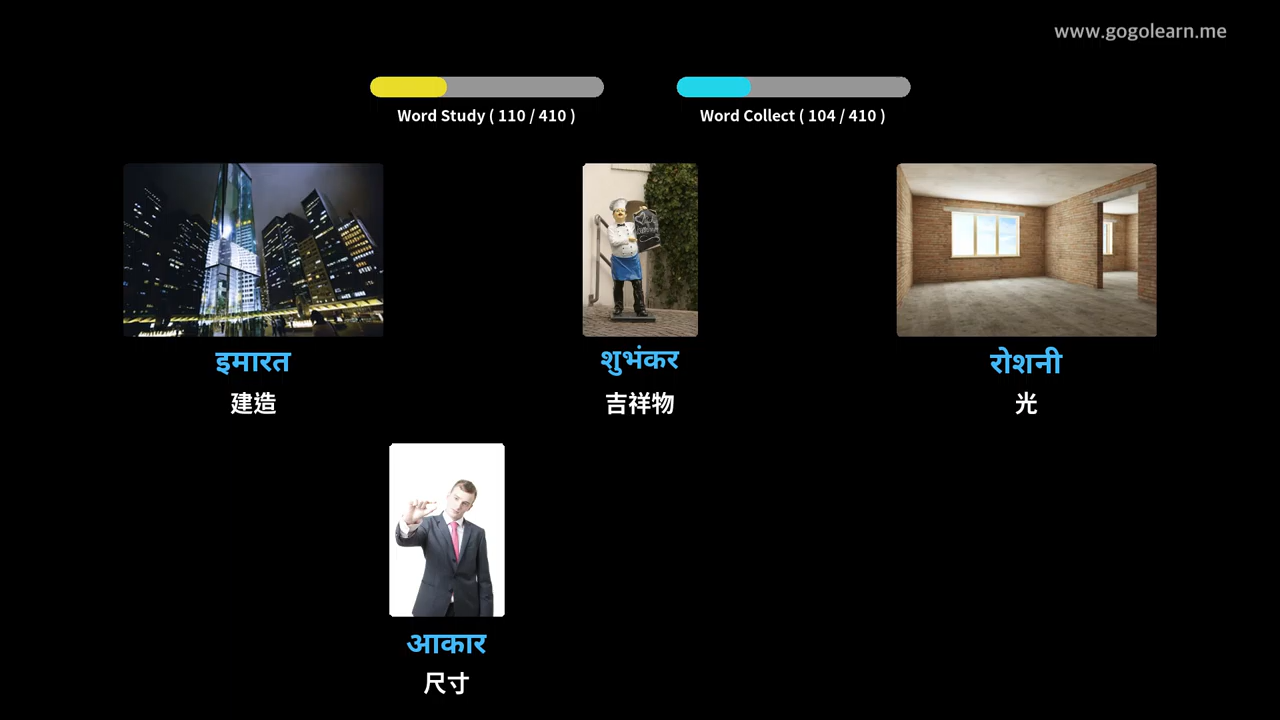 www.gogolearn.me
Word Study ( 110 / 410 )
Word Collect ( 104 / 410 )
इमारत
建造
शुभंकर
吉祥物
रोशनी
光
आकार
尺寸